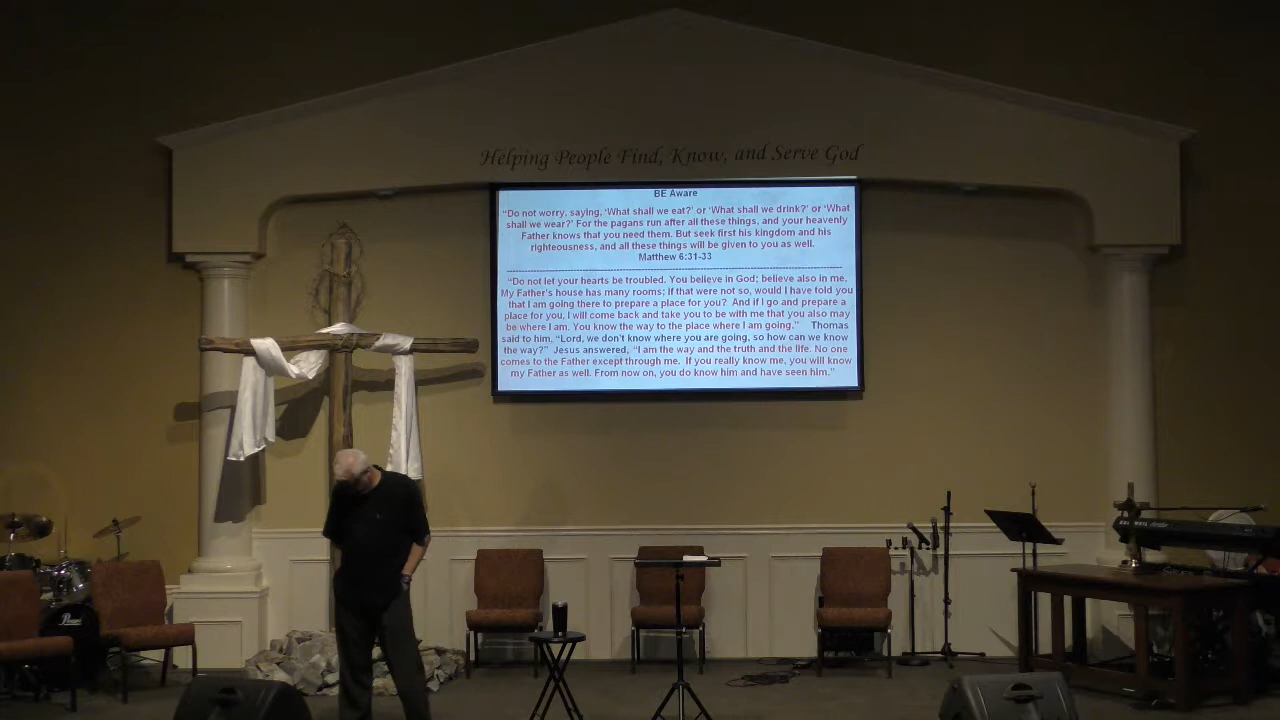 Helping People Find, Know, and Serve God
BE Aware
“Do not worry, saying, ‘What shall we eat?’ or ‘What shall we drink?’ or ‘What
shall we wear?’ For the pagans run after all these things, and your heavenly
Father knows that you need them. But seek first his kingdom and his
righteousness, and all these things will be given to you as well.
Matthew 6:31-33
“Do not let your hearts be troubled. You believe in God; believe also in me.
My Father’s house has many rooms; if that were not so, would I have told you
that I am going there to prepare a place for you? And if I go and prepare a
place for you, I will come back and take you to be with me that you also may
be where I am. You know the way to the place where I am going.” Thomas
said to him, “Lord, we don’t know where you are going, so how can we know
the way?” Jesus answered, “I am the way and the truth and the life. No one
comes to the Father except through me. If you really know me, you will know
my Father as well. From now on, you do know him and have seen him.”
Pearl